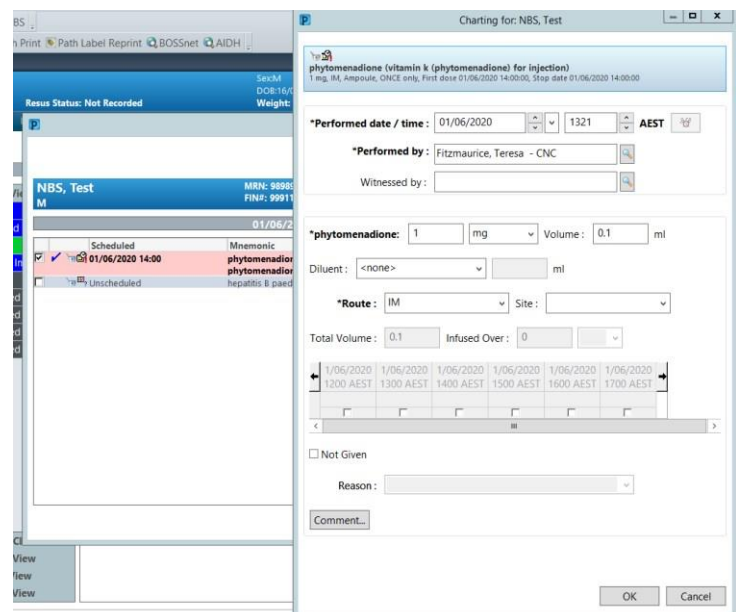 BS
Print Path Label Reprint BOSSnet AIDH
Sex:M
Resus Status: Not Recorded
Weight:
NBS, Test
MRN: 98989
M
FIN#: 99911
01/06/2
Scheduled Mnemonic
01/06/2020 14:00 phytomenadion
phytomenadion
Unscheduled hepatitis B paed
View
View
View
Charting for: NBS, Test
phytomenadione (vitamin k (phytomenadione) for injection)
1 mg, IM, Ampoule, ONCE only, First dose 01/06/2020 14:00:00, Stop date 01/06/2020 14:00:00
*Performed date / time : 01/06/2020 1321 AEST
*Performed by : Fitzmaurice, Teresa - CNC
Witnessed by :
*phytomenadione: 1 mg Volume : 0.1 ml
Diluent : <none> ml
*Route : IM Site :
Total Volume : 0.1 Infused Over : 0
1/06/2020 1/06/2020 1/06/2020 1/06/2020 1/06/2020 1/06/2020
1200 AEST 1300 AEST 1400 AEST 1500 AEST 1600 AEST 1700 AEST
Not Given
Reason :
Comment...
OK Cancel